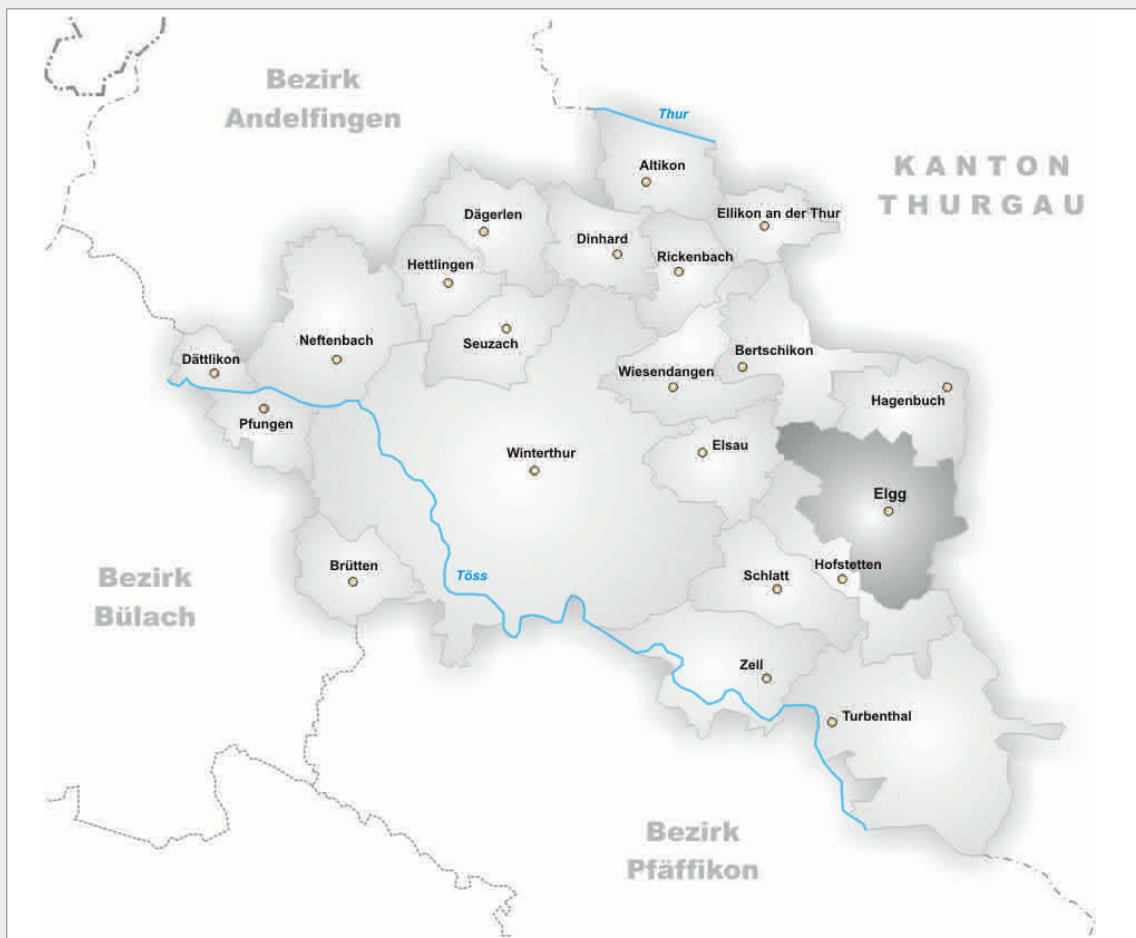 Bezirk
Andelfingen
Thur
KANTON
THURGAU
Altikon
Ellikon an der Thur
Dägerlen
Dinhard
Rickenbach
Hettlingen
Neftenbach
Seuzach
Bertschikon
Dättlikon
Wiesendangen
Hagenbuch
Pfungen
Winterthur
Elsau
Elgg
Brütten
Töss
Schlatt
Hofstetten
Bezirk
Bülach
Zell
Turbenthal
Bezirk
Pfäffikon